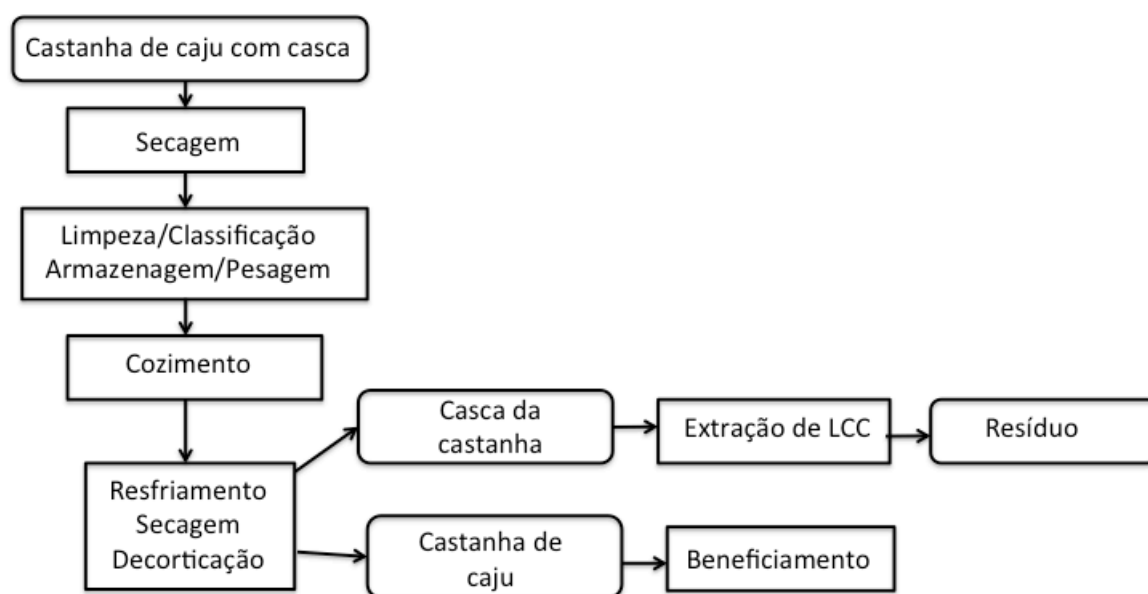 Castanha de caju com casca
Secagem
Limpeza/Classificação
Armazenagem/Pesagem
Cozimento
Resfriamento
Secagem
Decorticação
Casca da
castanha
Extração de LCC
Resíduo
Castanha de
caju
Beneficiamento